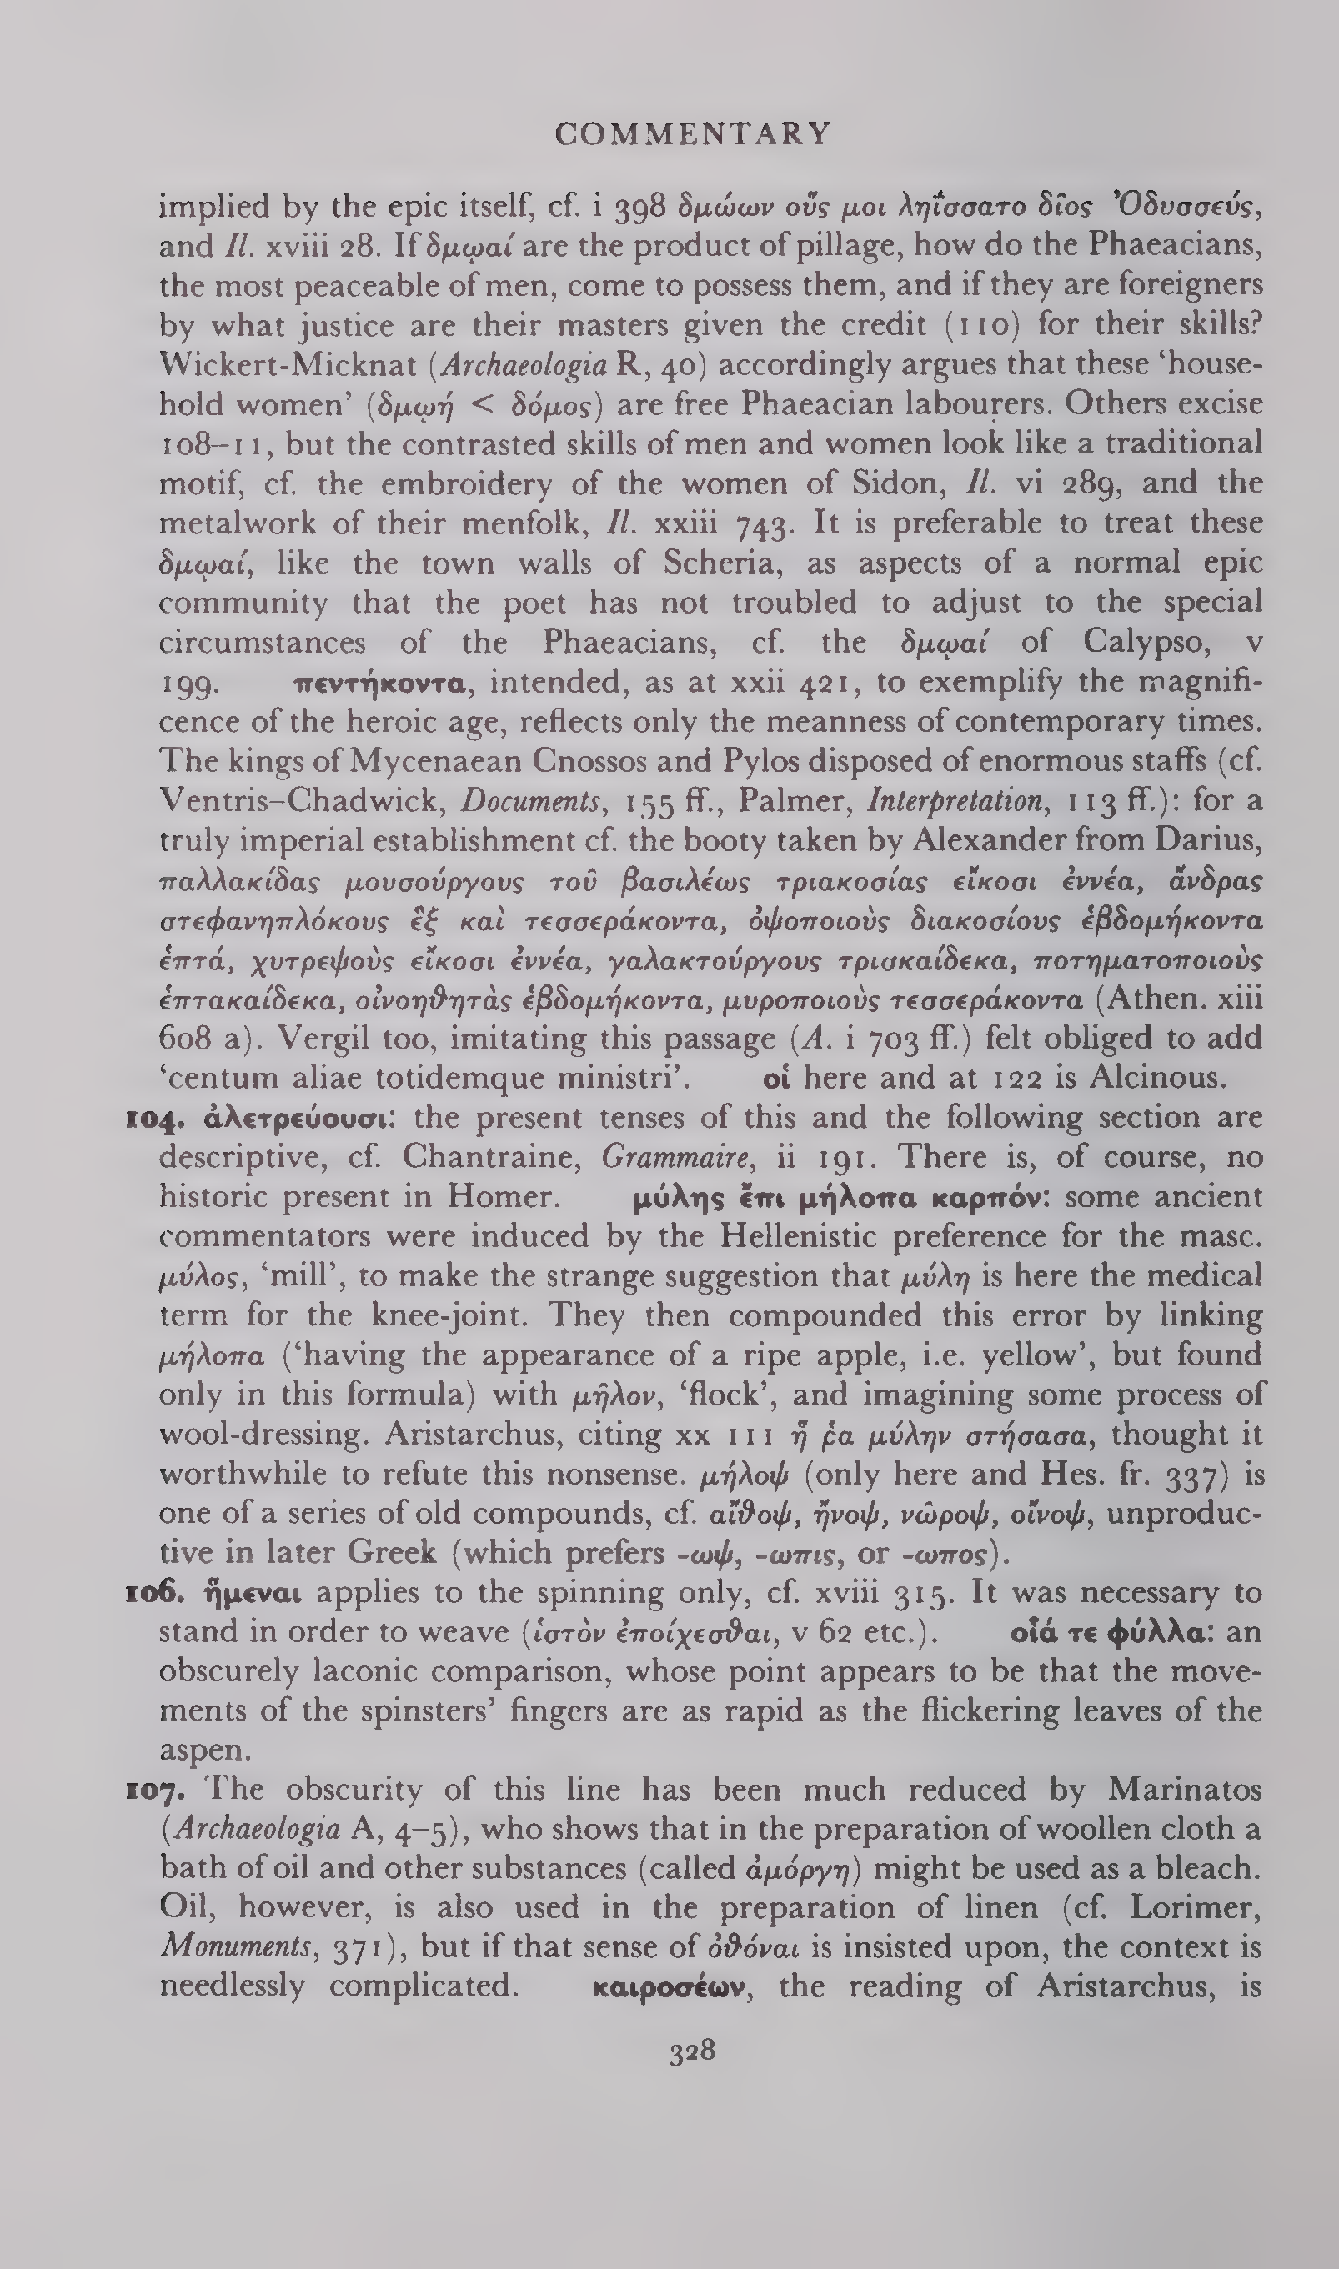 COMMENTARY
implied by the epic itself, cf. i 398 δμώων οὕς μοι ληΐσσατο δῖος Ὀδυσσεύς,
and Il. xviii 28. If δμῳαί are the product of pillage, how do the Phaeacians,
the most peaceable of men, come to possess them, and if they are foreigners
by what justice are their masters given the credit (110) for their skills?
Wickert-Micknat (Archaeologia R, 40) accordingly argues that these ‘house-
hold women’ (δμῳή < δόμος) are free Phaeacian labourers. Others excise
108–11, but the contrasted skills of men and women look like a traditional
motif, cf. the embroidery of the women of Sidon, Il. vi 289, and the
metalwork of their menfolk, Il. xxiii 743. It is preferable to treat these
δμῳαί, like the town walls of Scheria, as aspects of a normal epic
community that the poet has not troubled to adjust to the special
circumstances of the Phaeacians, cf. the δμῳαί of Calypso, v
199. πεντήκοντα, intended, as at xxii 421, to exemplify the magnifi-
cence of the heroic age, reflects only the meanness of contemporary times.
The kings of Mycenaean Cnossos and Pylos disposed of enormous staffs (cf.
Ventris–Chadwick, Documents, 155 ff., Palmer, Interpretation, 113 ff.): for a
truly imperial establishment cf. the booty taken by Alexander from Darius,
παλλακίδας μουσούργους τοῦ βασιλέως τριακοσίας εἴκοσι ἐννέα, ἄνδρας
στεφανηπλόκους ἓξ καὶ τεσσεράκοντα, ὀψοποιοὺς διακοσίους ἑβδομήκοντα
ἑπτά, χυτρεψοὺς εἴκοσι ἐννέα, γαλακτούργους τρισκαίδεκα, ποτηματοποιοὺς
ἑπτακαίδεκα, οἰνοηθητὰς ἑβδομήκοντα, μυροποιοὺς τεσσεράκοντα (Athen. xiii
608 a). Vergil too, imitating this passage (A. i 703 ff.) felt obliged to add
‘centum aliae totidemque ministri’. οἱ here and at 122 is Alcinous.
104. ἀλετρεύουσι: the present tenses of this and the following section are
descriptive, cf. Chantraine, Grammaire, ii 191. There is, of course, no
historic present in Homer. μύλης ἔπι μήλοπα καρπόν: some ancient
commentators were induced by the Hellenistic preference for the masc.
μύλος, ‘mill’, to make the strange suggestion that μύλη is here the medical
term for the knee-joint. They then compounded this error by linking
μήλοπα (‘having the appearance of a ripe apple, i.e. yellow’, but found
only in this formula) with μῆλον, ‘flock’, and imagining some process of
wool-dressing. Aristarchus, citing xx 111 ἥ ῥα μύλην στήσασα, thought it
worthwhile to refute this nonsense. μήλοψ (only here and Hes. fr. 337) is
one of a series of old compounds, cf. αἴθοψ, ἤνοψ, νῶροψ, οἴνοψ, unproduc-
tive in later Greek (which prefers -ωψ, -ωπις, or -ωπος).
106. ἥμεναι applies to the spinning only, cf. xviii 315. It was necessary to
stand in order to weave (ἱστὸν ἐποίχεσθαι, v 62 etc.). οἷά τε φύλλα: an
obscurely laconic comparison, whose point appears to be that the move-
ments of the spinsters’ fingers are as rapid as the flickering leaves of the
aspen.
107. The obscurity of this line has been much reduced by Marinatos
(Archaeologia A, 4–5), who shows that in the preparation of woollen cloth a
bath of oil and other substances (called ἀμόργη) might be used as a bleach.
Oil, however, is also used in the preparation of linen (cf. Lorimer,
Monuments, 371), but if that sense of ὀθόναι is insisted upon, the context is
needlessly complicated. καιροσέων, the reading of Aristarchus, is
328